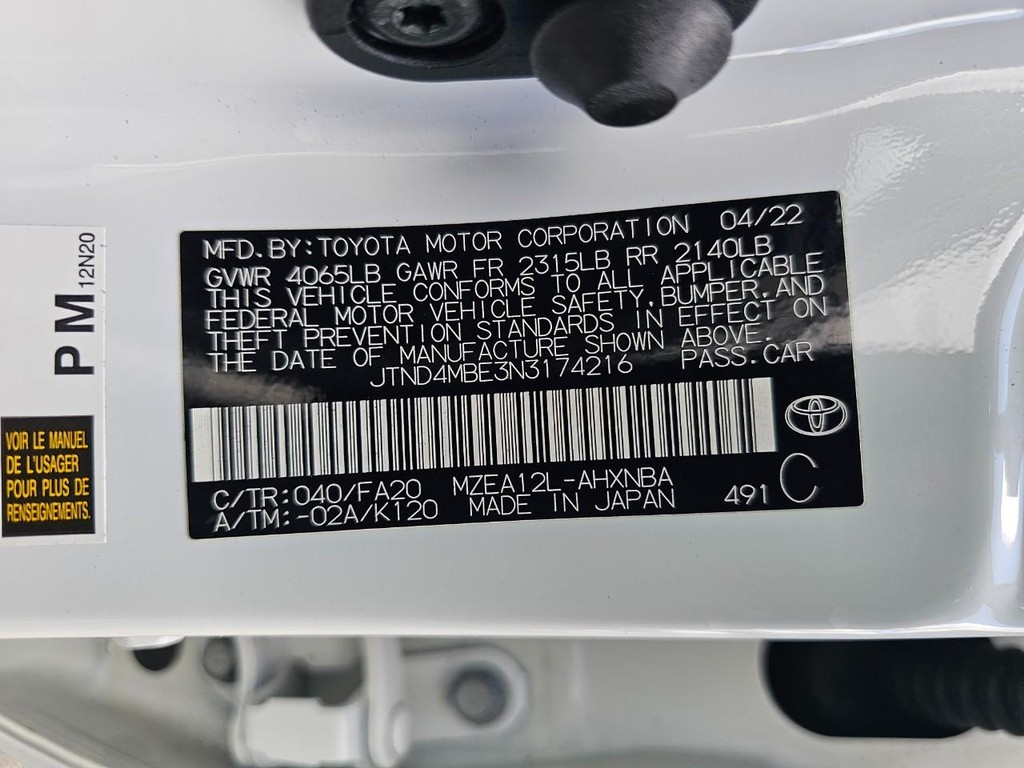 MFD. BY: TOYOTA MOTOR CORPORATION 04/22
GVWR 4065LB GAWR FR 2315LB RR 2140LB
THIS VEHICLE CONFORMS TO ALL APPLICABLE
FEDERAL MOTOR VEHICLE SAFETY, BUMPER, AND
THEFT PREVENTION STANDARDS IN EFFECT ON
THE DATE OF MANUFACTURE SHOWN ABOVE.
JTND4MBE3N3174216 PASS. CAR
C/TR: 040/FA20 MZEA12L-AHXNBA
A/TM: -02A/K120 MADE IN JAPAN 491 C
PM 12N20
VOIR LE MANUEL
DE L'USAGER
POUR PLUS DE
RENSEIGNEMENTS.